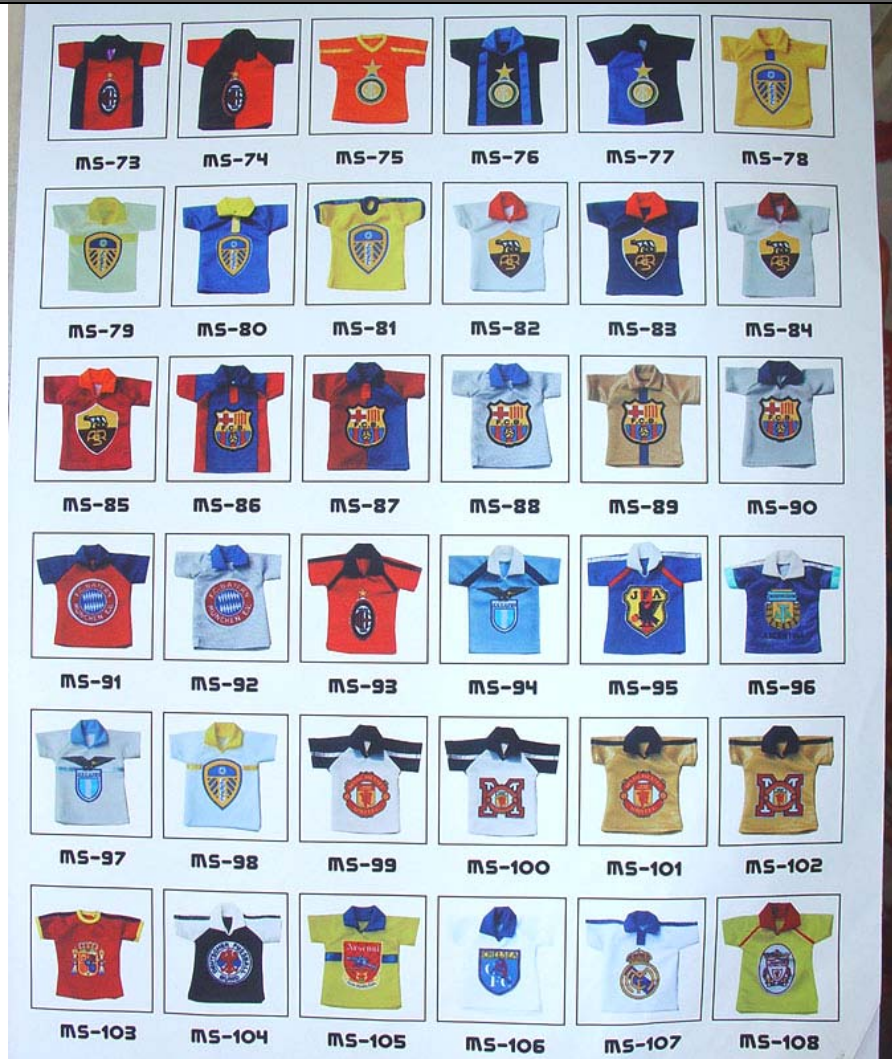 MS-73 MS-74 MS-75 MS-76 MS-77 MS-78
MS-79 MS-80 MS-81 MS-82 MS-83 MS-84
F.C.B F.C.B F.C.B F.C.B F.C.B
MS-85 MS-86 MS-87 MS-88 MS-89 MS-90
JFA
MS-91 MS-92 MS-93 MS-94 MS-95 MS-96
MS-97 MS-98 MS-99 MS-100 MS-101 MS-102
Arsenal CHELSEA
MS-103 MS-104 MS-105 MS-106 MS-107 MS-108